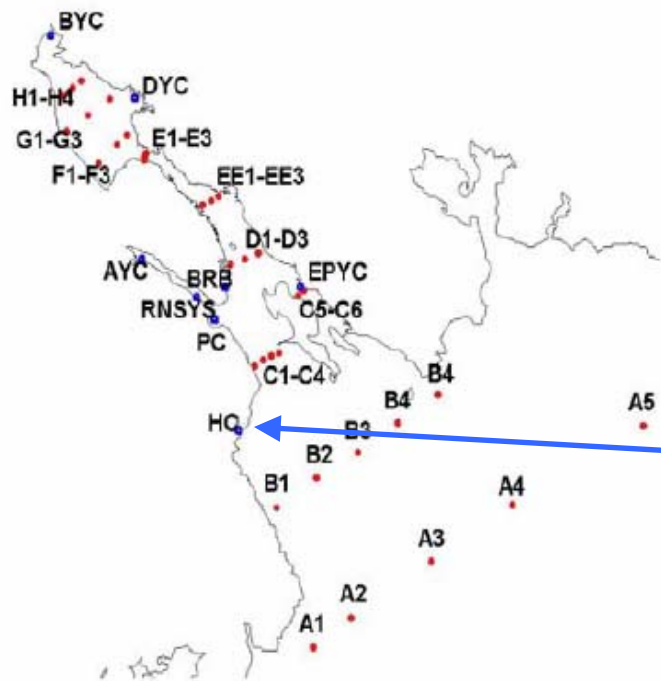 BYC
DYC
H1-H4
G1-G3
E1-E3
F1-F3
EE1-EE3
D1-D3
AYC
BRB
EPYC
RNSYS
C5-C6
PC
C1-C4
B4
B4
A5
HC
B3
B2
B1
A4
A3
A2
A1